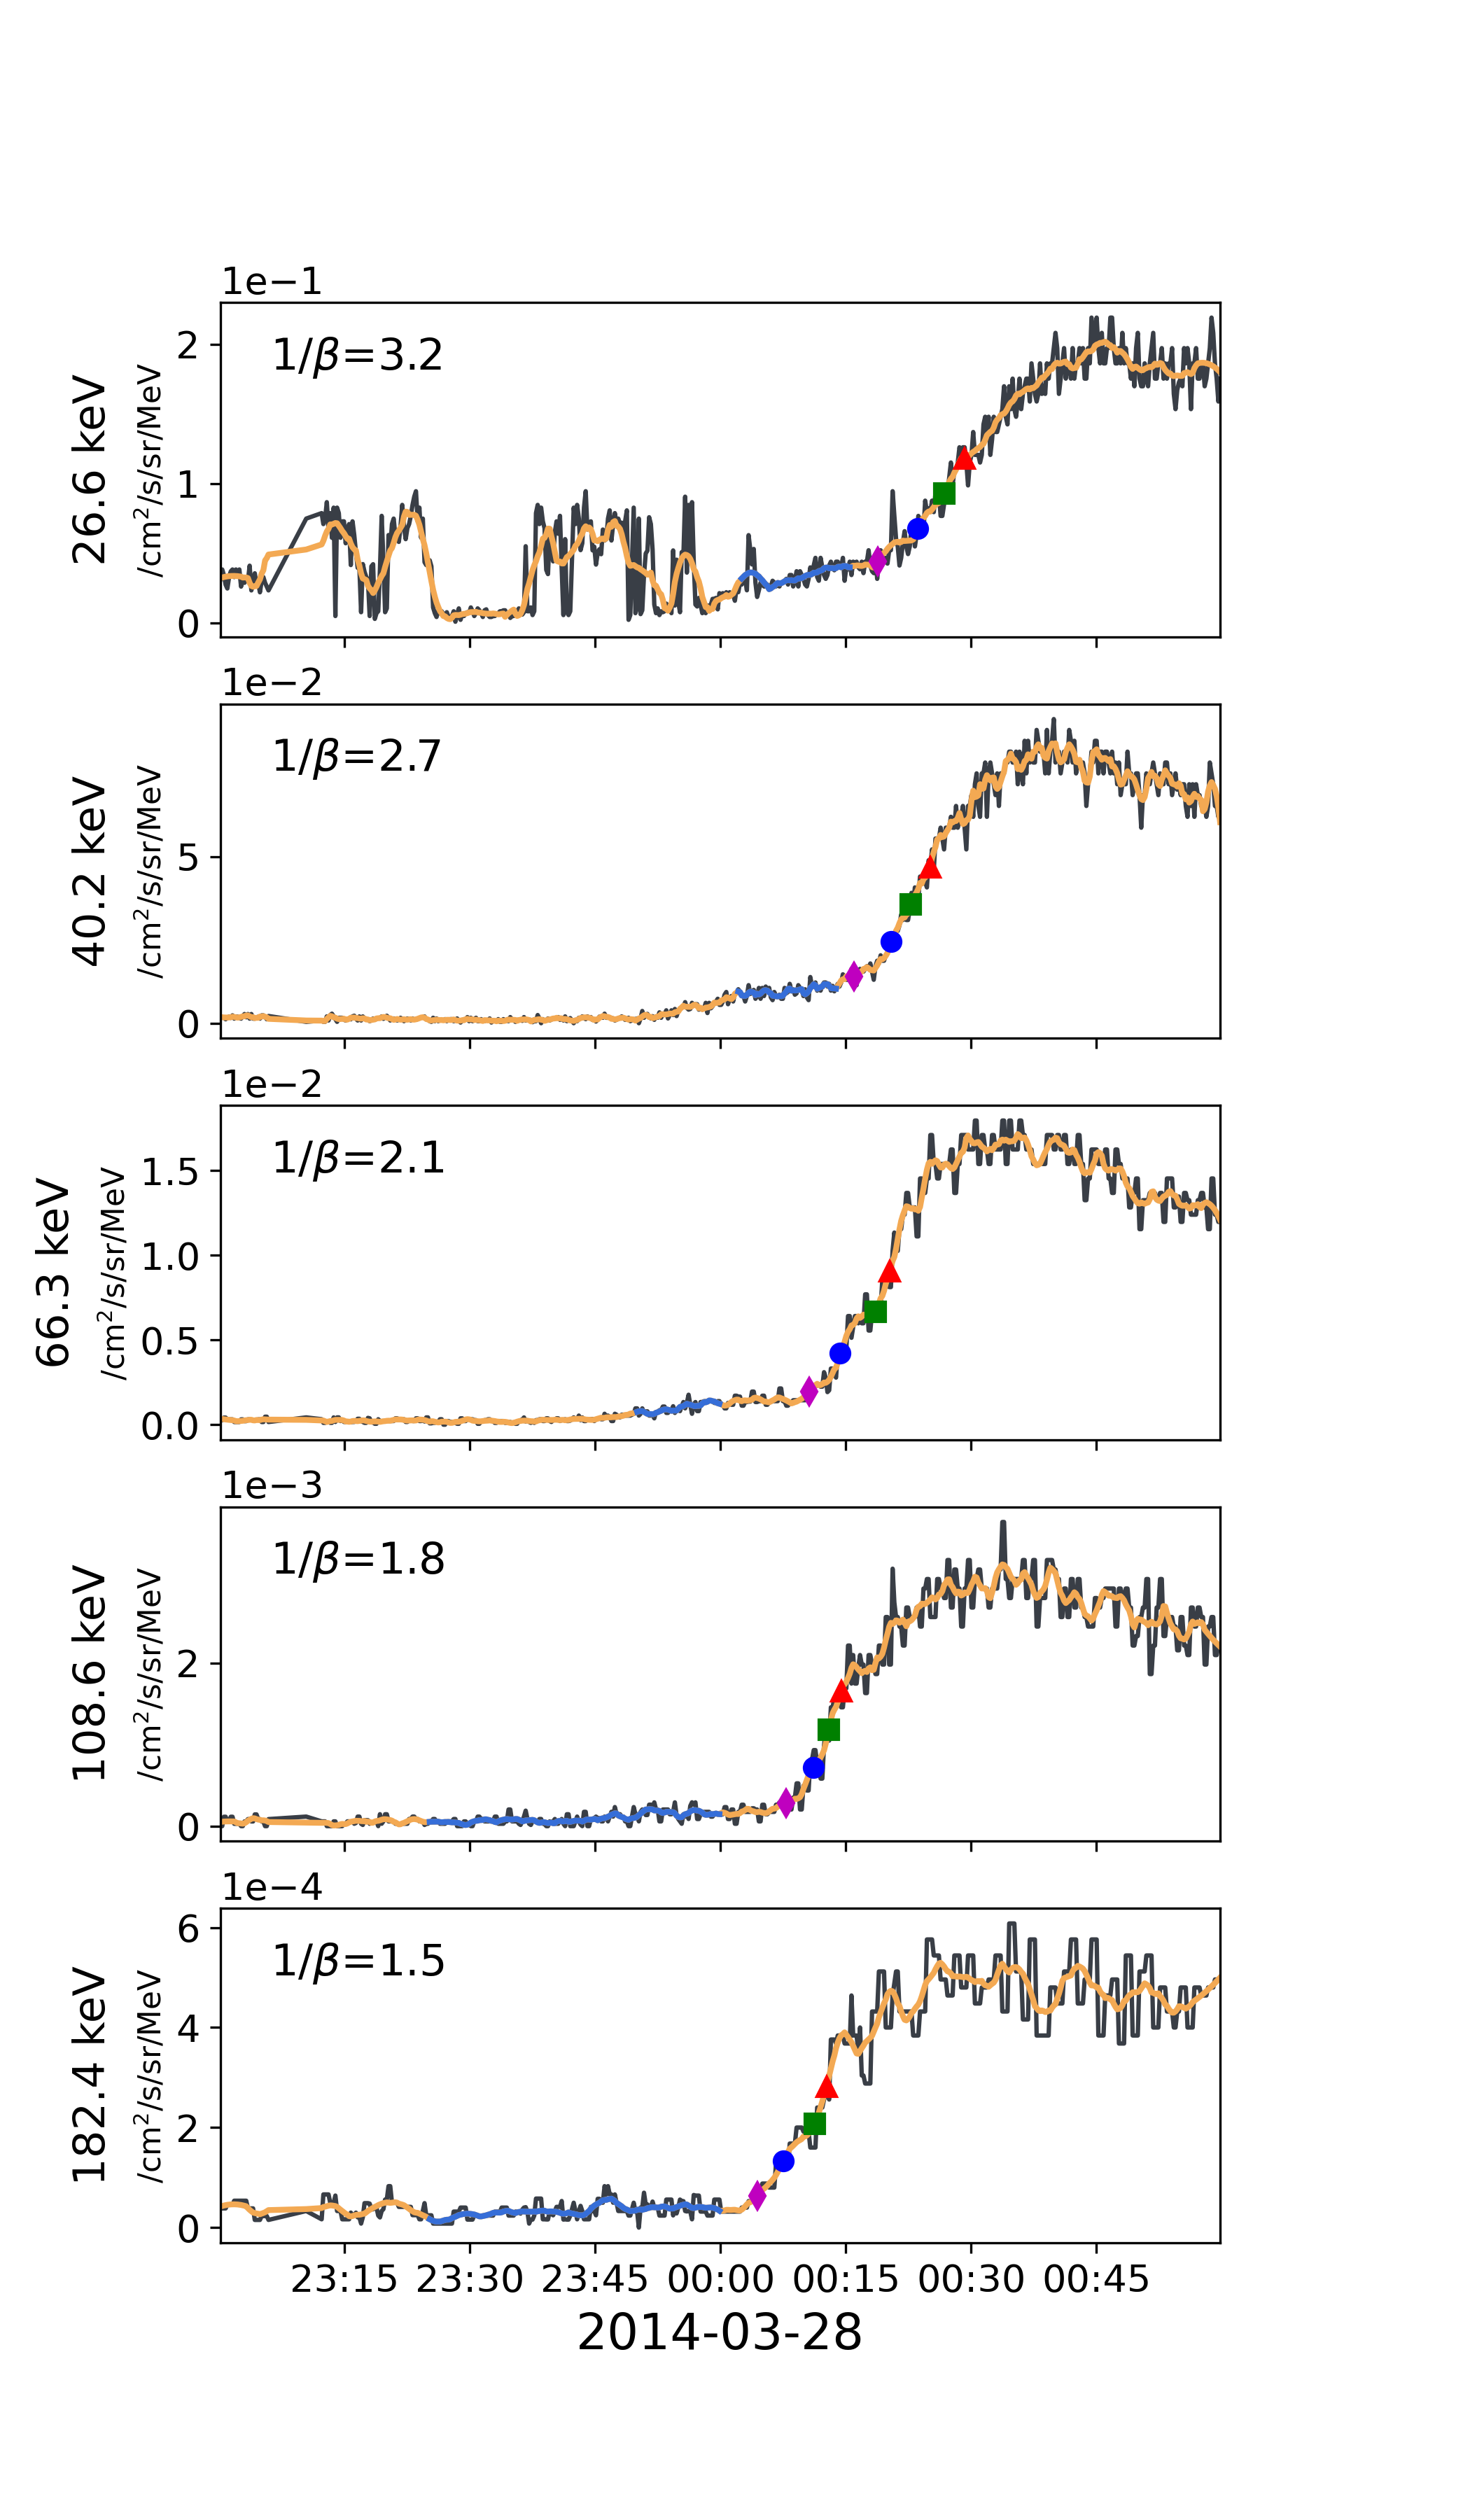 1e−1
1/β=3.2
2
1
0
26.6 keV
/cm²/s/sr/MeV
1e−2
1/β=2.7
5
0
40.2 keV
/cm²/s/sr/MeV
1e−2
1/β=2.1
1.5
1.0
0.5
0.0
66.3 keV
/cm²/s/sr/MeV
1e−3
1/β=1.8
2
0
108.6 keV
/cm²/s/sr/MeV
1e−4
1/β=1.5
6
4
2
0
182.4 keV
/cm²/s/sr/MeV
23:15 23:30 23:45 00:00 00:15 00:30 00:45
2014-03-28